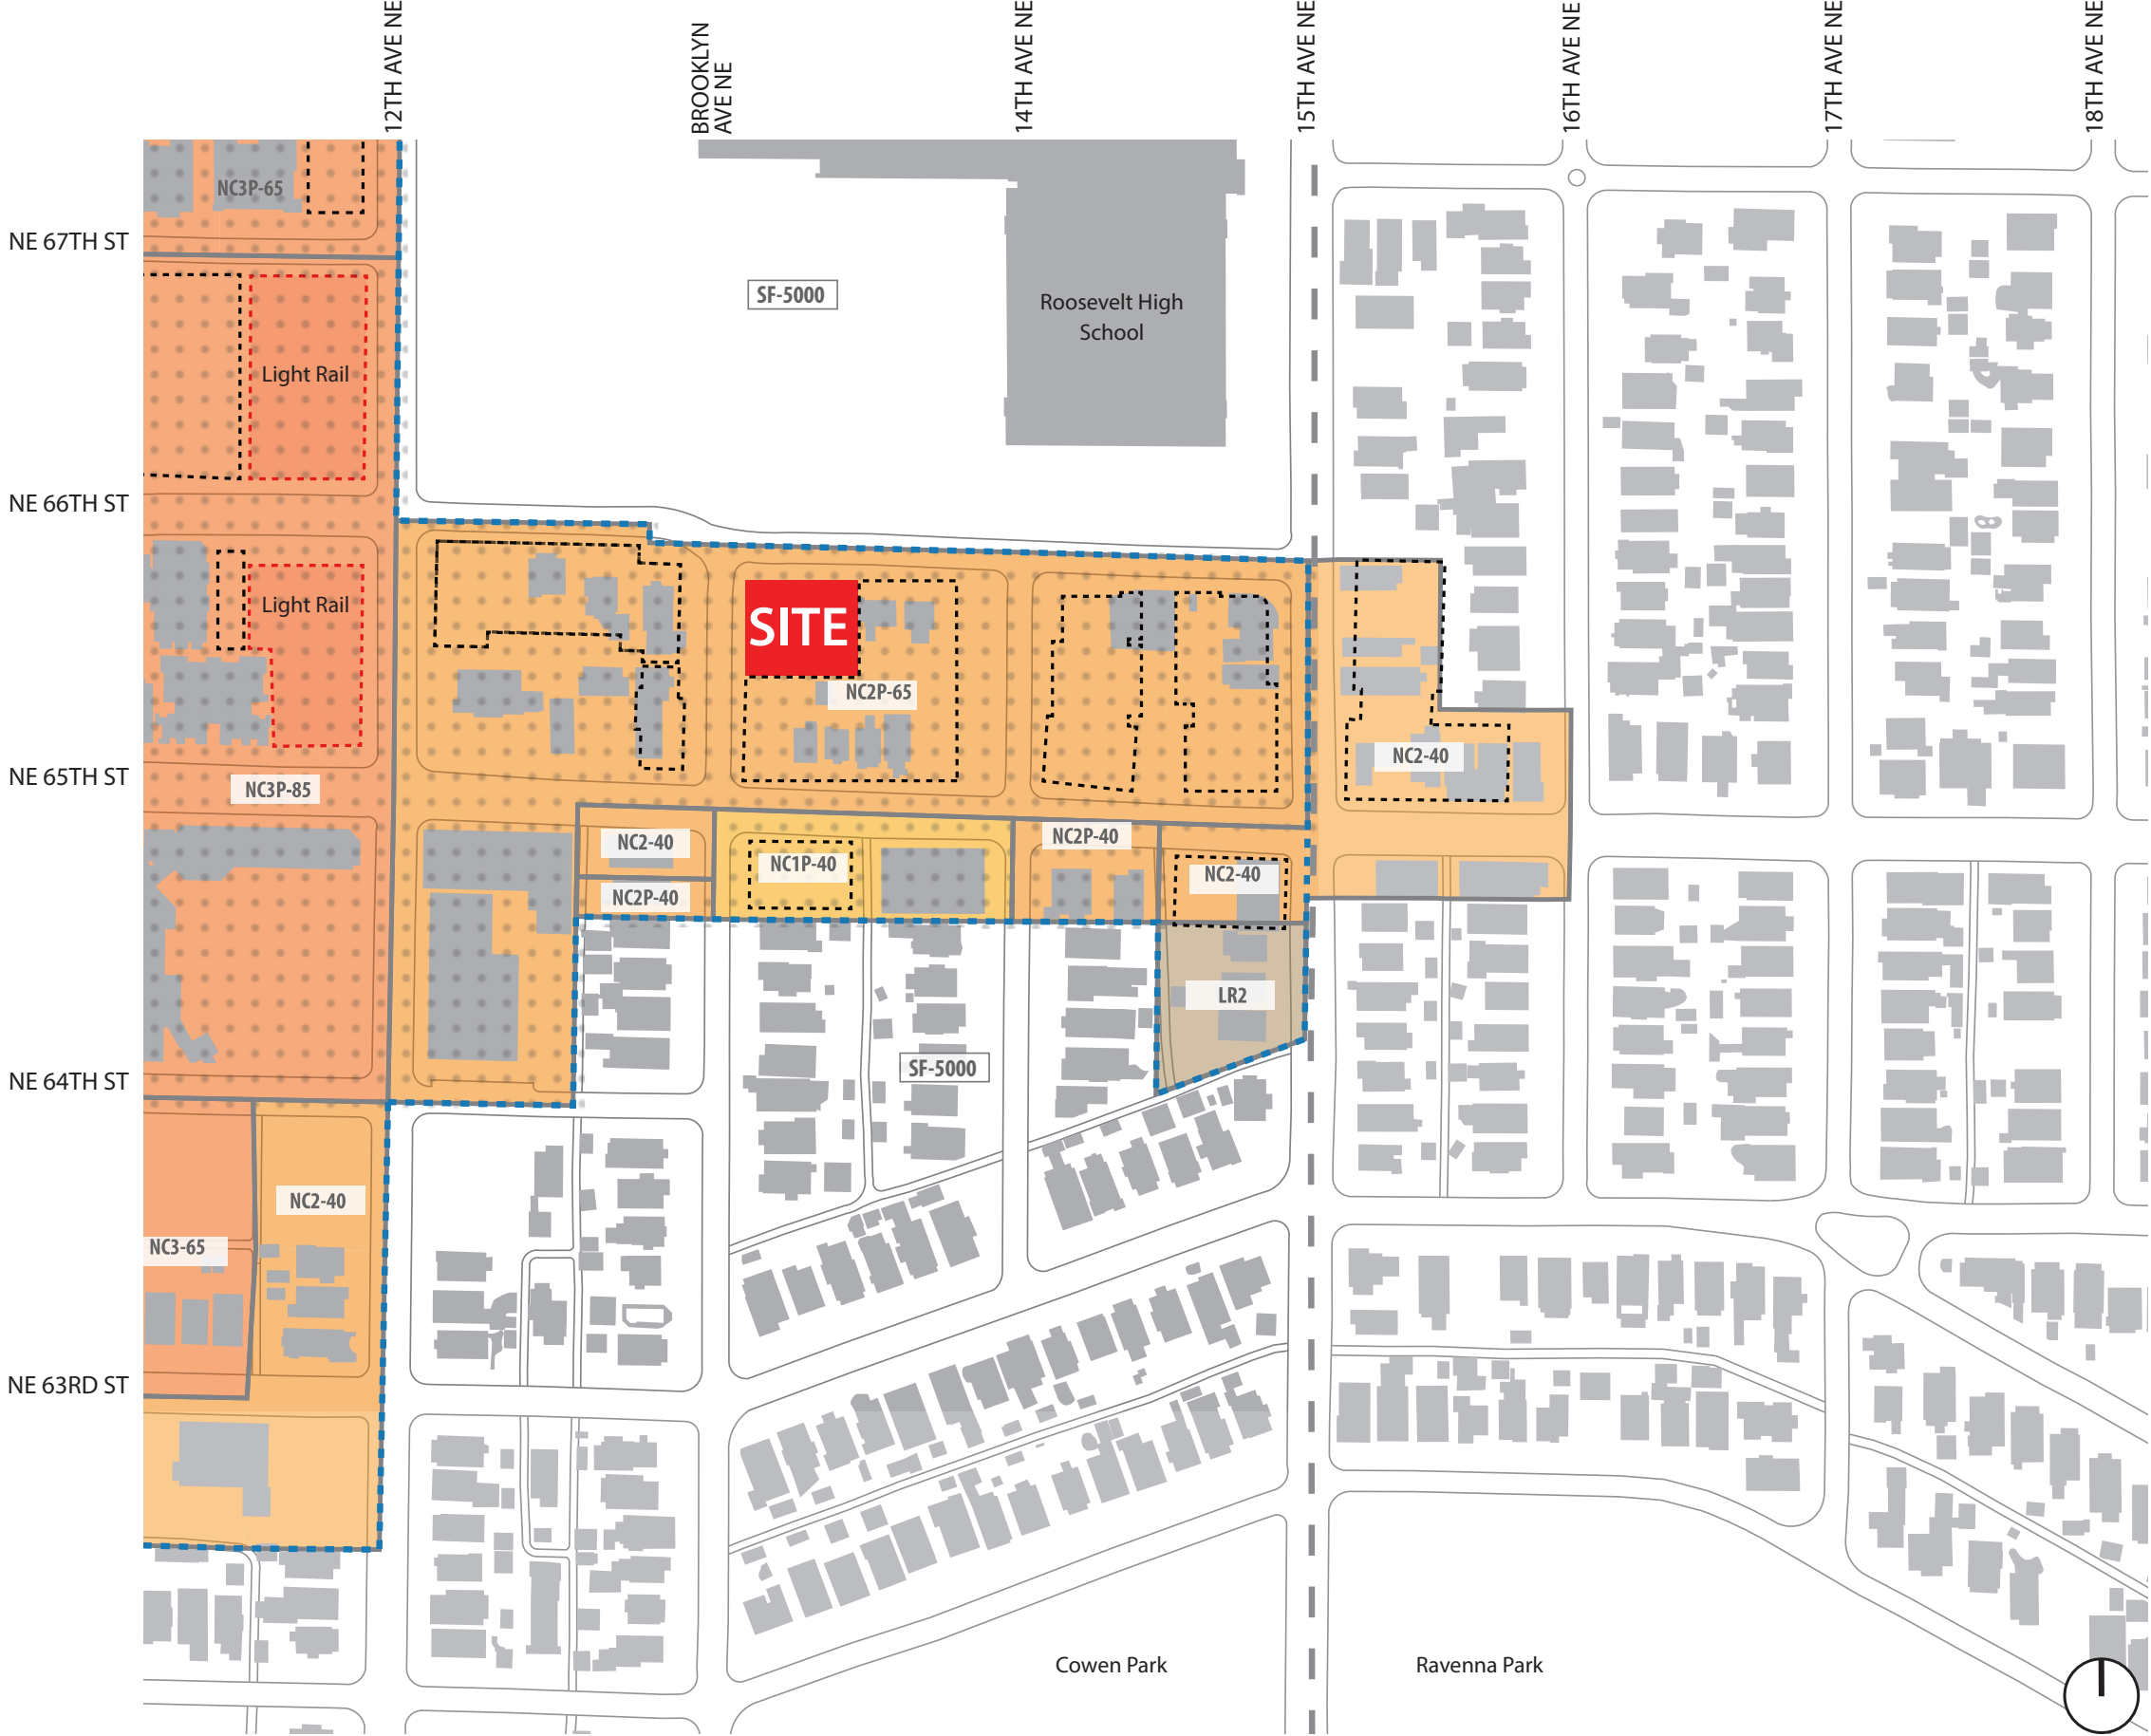 12TH AVE NE
BROOKLYN
AVE NE
14TH AVE NE
15TH AVE NE
16TH AVE NE
17TH AVE NE
18TH AVE NE
NC3P-65
NE 67TH ST
SF-5000
Roosevelt High
School
Light Rail
NE 66TH ST
Light Rail
SITE
NC2P-65
NC2-40
NE 65TH ST
NC3P-85
NC2-40
NC2P-40
NC1P-40
NC2-40
NC2P-40
LR2
SF-5000
NE 64TH ST
NC2-40
NC3-65
NE 63RD ST
Cowen Park
Ravenna Park